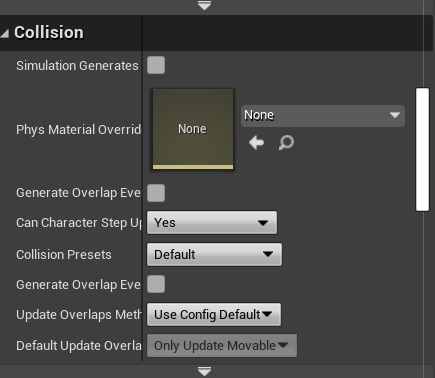 Collision
Simulation Generates
Phys Material Overrid
None
None
Generate Overlap Eve
Can Character Step Up
Yes
Collision Presets
Default
Generate Overlap Eve
Update Overlaps Meth
Use Config Default
Default Update Overla
Only Update Movable